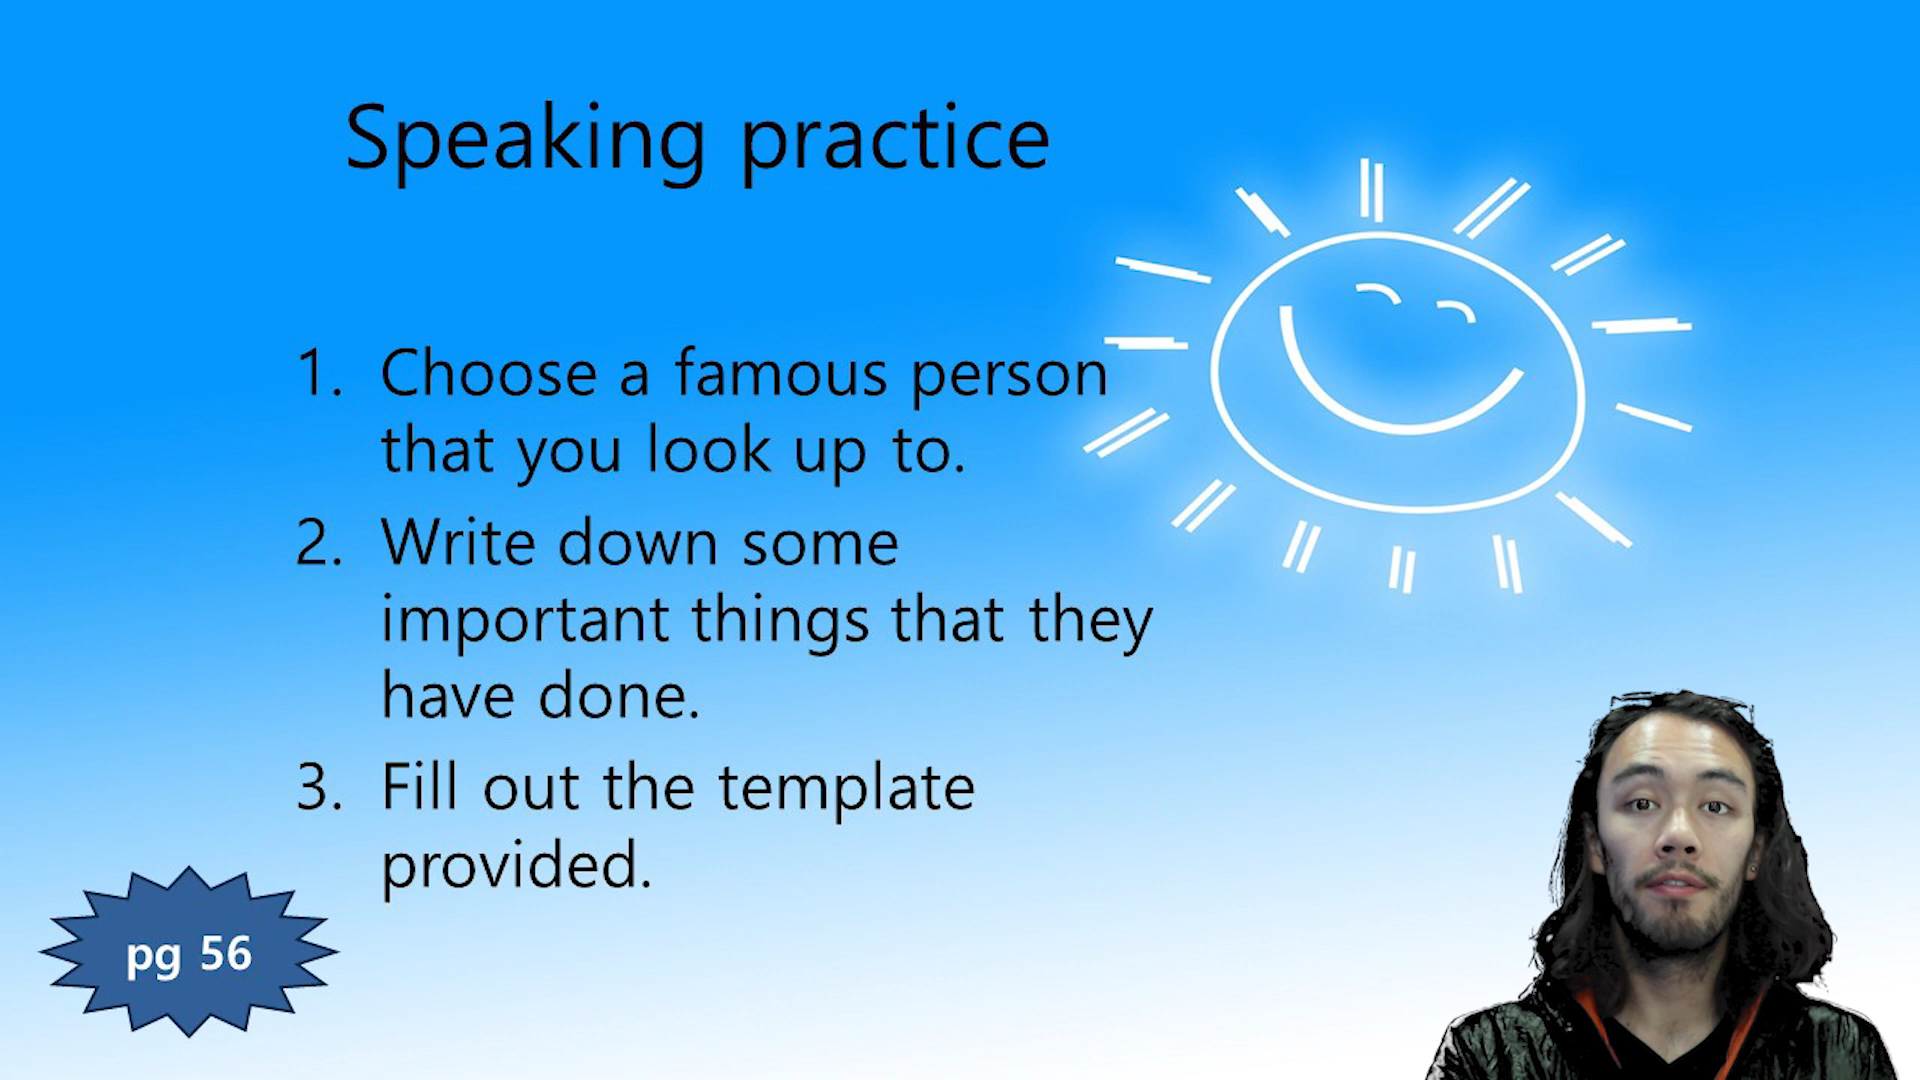 Speaking practice
1. Choose a famous person
that you look up to.
2. Write down some
important things that they
have done.
3. Fill out the template
provided.
pg 56